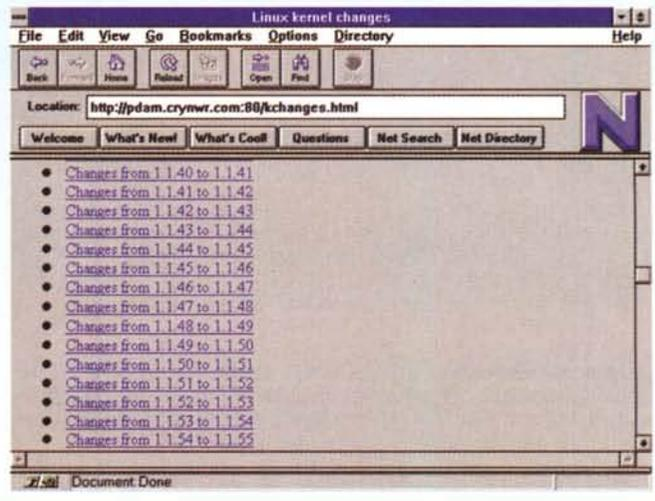 Linux kernel changes
File Edit View Go Bookmarks Options Directory Help
Back Forward Home Reload Images Open Find Stop
Location: http://pdam.crynwr.com:80/kchanges.html
N
Welcome What's New! What's Cool! Questions Net Search Net Directory
Changes from 1.1.40 to 1.1.41
Changes from 1.1.41 to 1.1.42
Changes from 1.1.42 to 1.1.43
Changes from 1.1.43 to 1.1.44
Changes from 1.1.44 to 1.1.45
Changes from 1.1.45 to 1.1.46
Changes from 1.1.46 to 1.1.47
Changes from 1.1.47 to 1.1.48
Changes from 1.1.48 to 1.1.49
Changes from 1.1.49 to 1.1.50
Changes from 1.1.50 to 1.1.51
Changes from 1.1.51 to 1.1.52
Changes from 1.1.52 to 1.1.53
Changes from 1.1.53 to 1.1.54
Changes from 1.1.54 to 1.1.55
Document Done